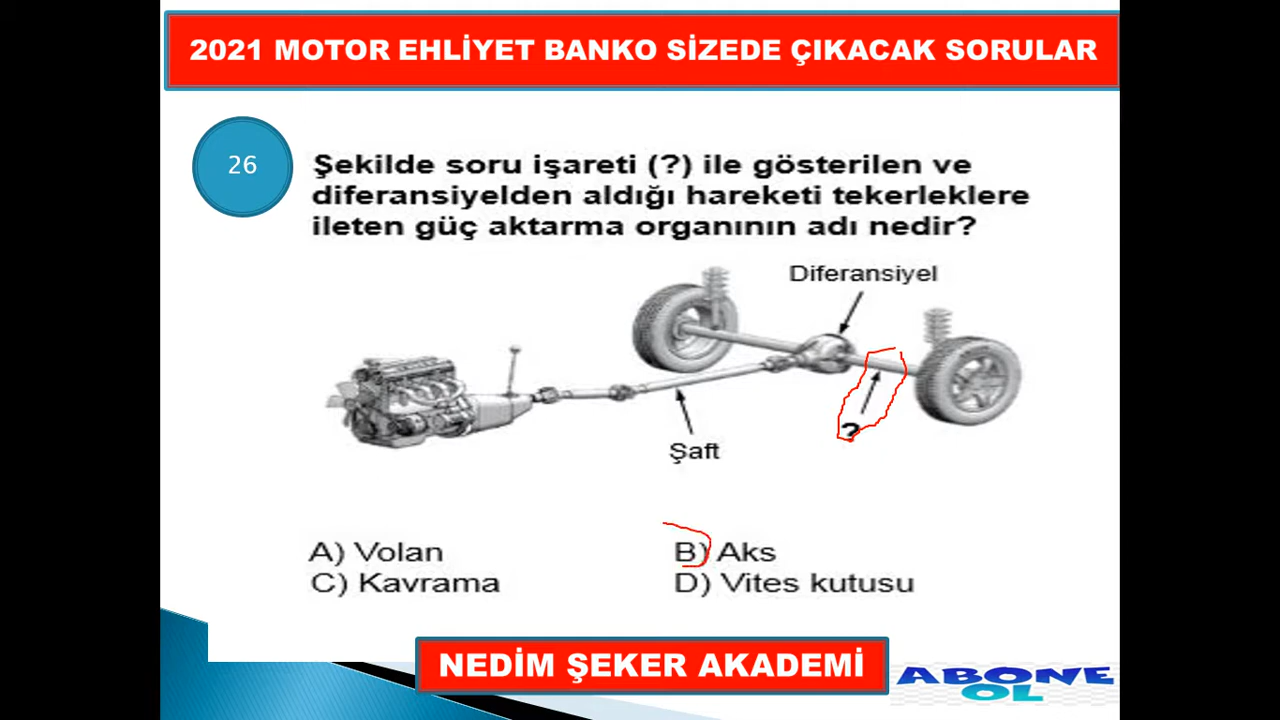 2021 MOTOR EHLİYET BANKO SİZEDE ÇIKACAK SORULAR
26
Şekilde soru işareti (?) ile gösterilen ve
diferansiyelden aldığı hareketi tekerleklere
ileten güç aktarma organının adı nedir?
Diferansiyel
?
Şaft
A) Volan
B) Aks
C) Kavrama
D) Vites kutusu
NEDİM ŞEKER AKADEMİ
ABONE
OL